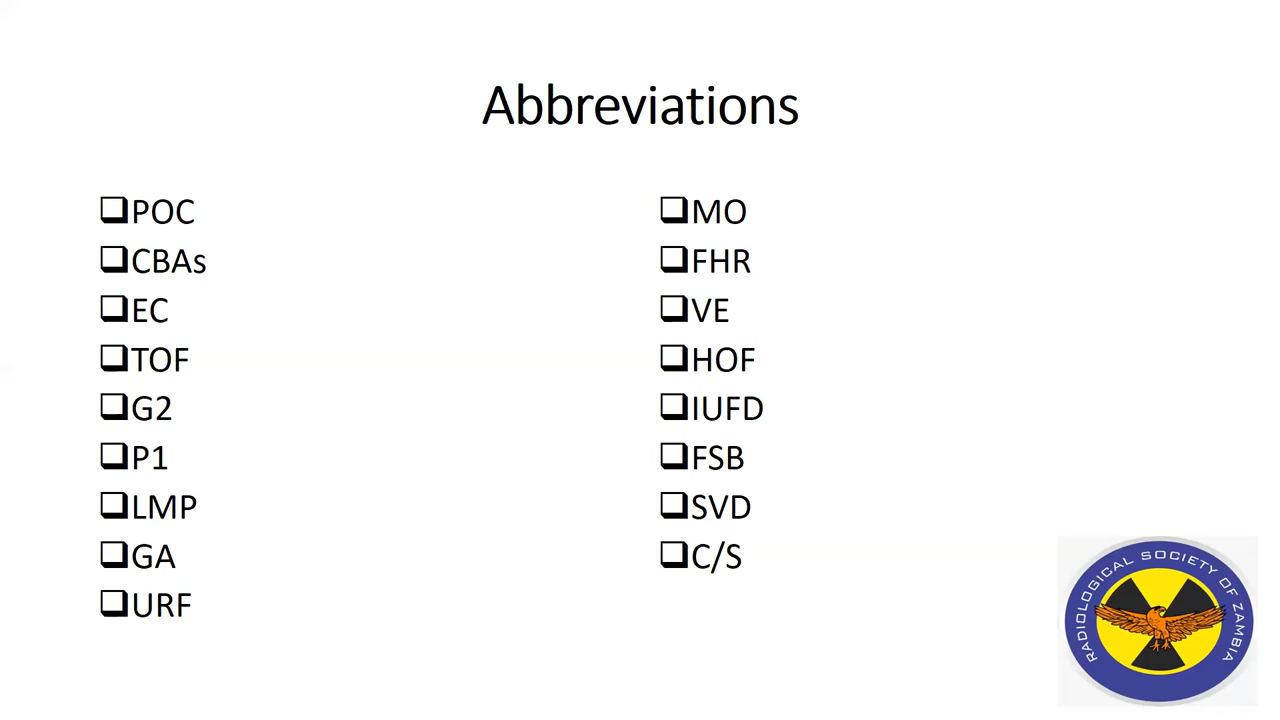 Abbreviations
❑POC
❑CBAs
❑EC
❑TOF
❑G2
❑P1
❑LMP
❑GA
❑URF
❑MO
❑FHR
❑VE
❑HOF
❑IUFD
❑FSB
❑SVD
❑C/S
RADIOLOGICAL SOCIETY OF ZAMBIA